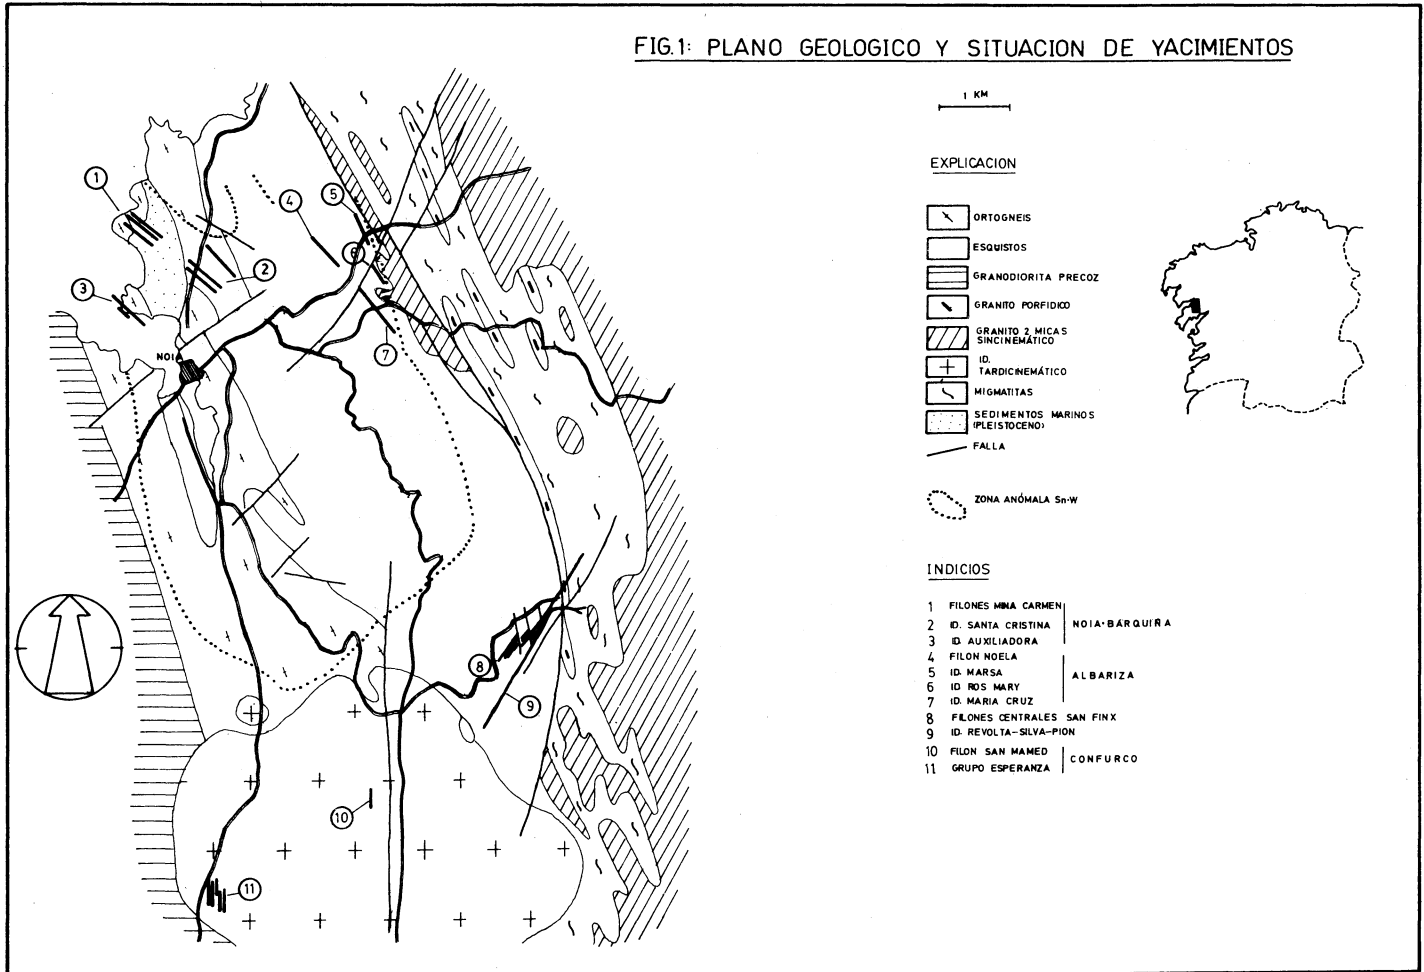 FIG.1: PLANO GEOLOGICO Y SITUACION DE YACIMIENTOS
1 KM
EXPLICACION
ORTOGNEIS
ESQUISTOS
GRANODIORITA PRECOZ
GRANITO PORFIDICO
GRANITO 2 MICAS
SINCINEMÁTICO
ID.
TARDICINEMÁTICO
MIGMATITAS
SEDIMENTOS MARINOS
(PLEISTOCENO)
FALLA
ZONA ANÓMALA Sn-W
INDICIOS
1 FILONES MINA CARMEN
2 ID. SANTA CRISTINA
NOIA-BARQUIÑA
3 ID. AUXILIADORA
4 FILON NOELA
5 ID. MARSA
ALBARIZA
6 ID ROS MARY
7 ID. MARIA CRUZ
8 FILONES CENTRALES SAN FINX
9 ID. REVOLTA-SILVA-PION
10 FILON SAN MAMED
CONFURCO
11 GRUPO ESPERANZA
1
2
3
4
5
6
7
NOIA
8
9
10
11